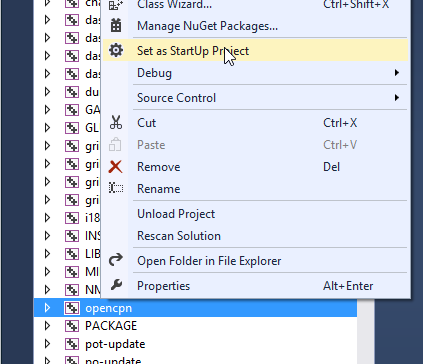 cha
Class Wizard...
Ctrl+Shift+X
das
Manage NuGet Packages...
das
Set as StartUp Project
das
das
Debug
du
Source Control
GA
GL
Cut
Ctrl+X
gri
Paste
Ctrl+V
gri
Remove
Del
gri
Rename
gri
i18
Unload Project
INS
Rescan Solution
LIB
Open Folder in File Explorer
MI
NM
Properties
Alt+Enter
opencpn
PACKAGE
pot-update
po-update